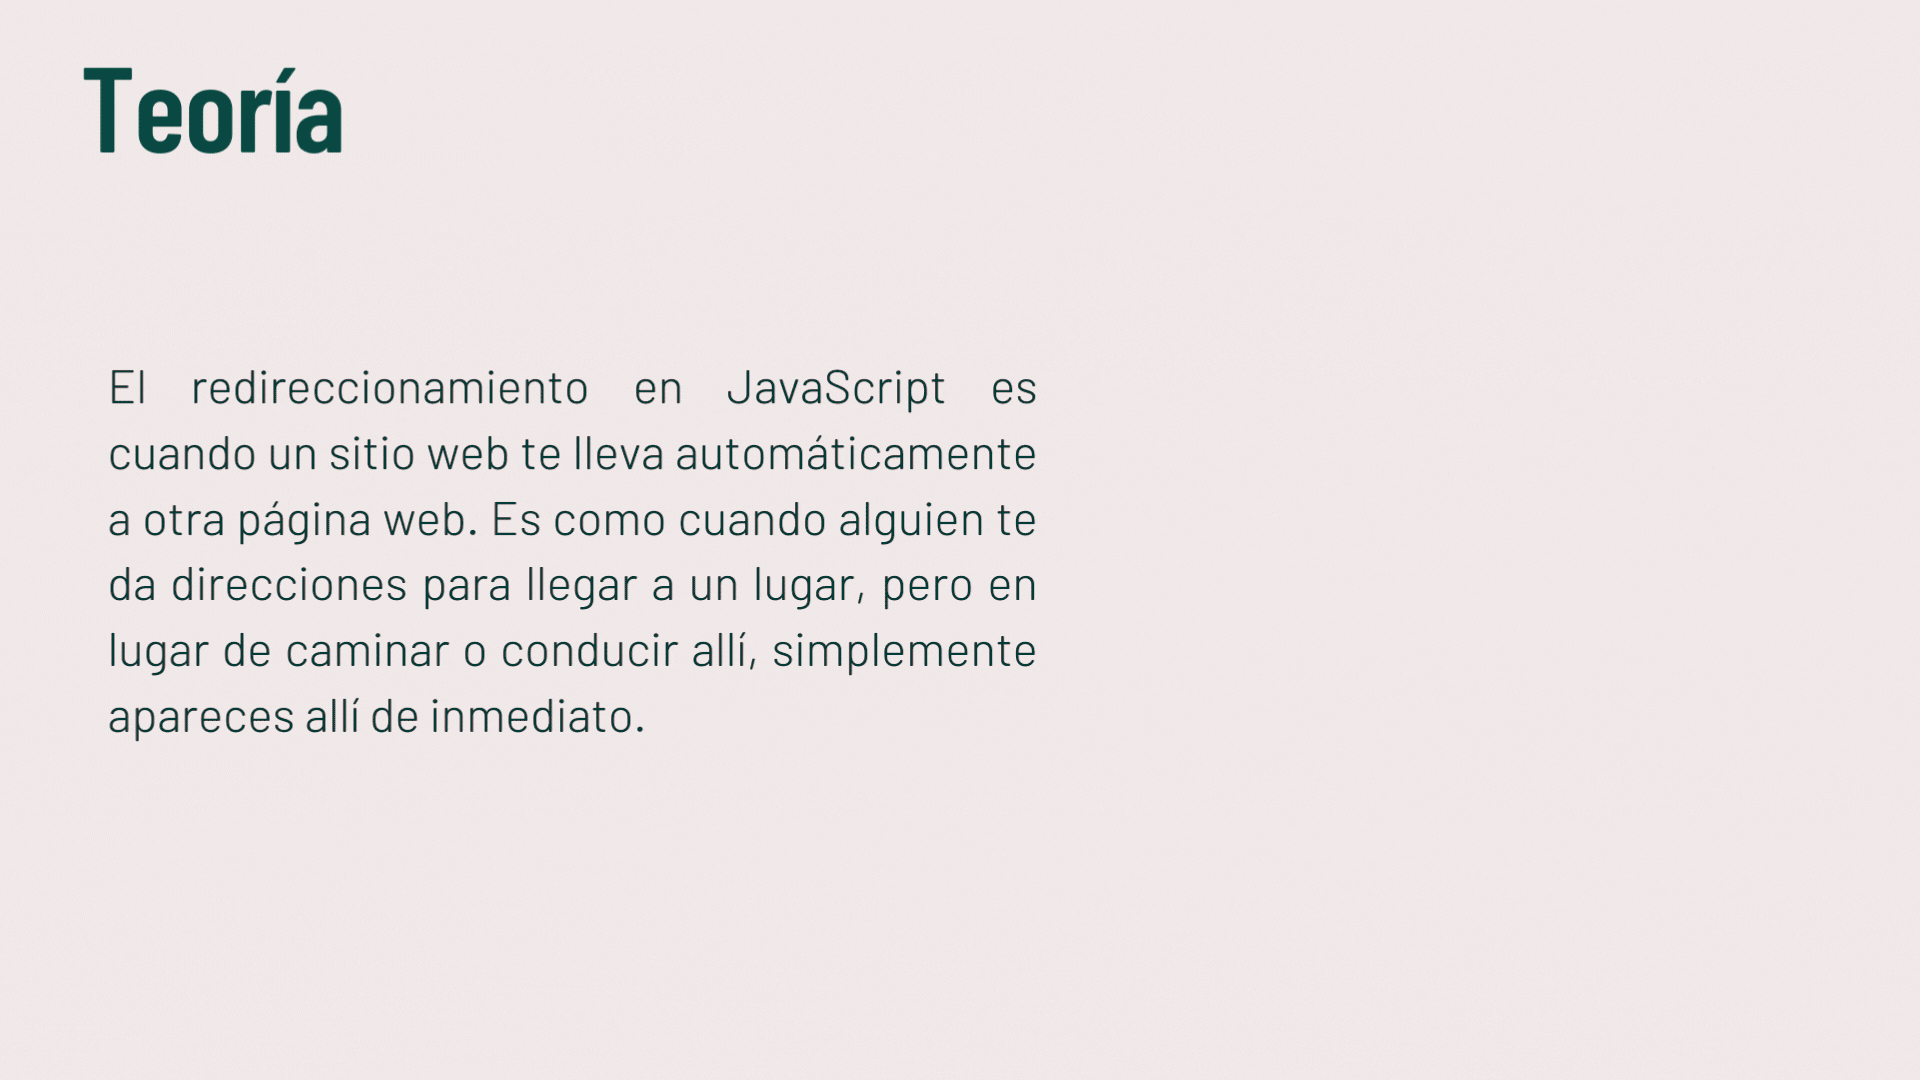 Teoría
El redireccionamiento en JavaScript es
cuando un sitio web te lleva automáticamente
a otra página web. Es como cuando alguien te
da direcciones para llegar a un lugar, pero en
lugar de caminar o conducir allí, simplemente
apareces allí de inmediato.